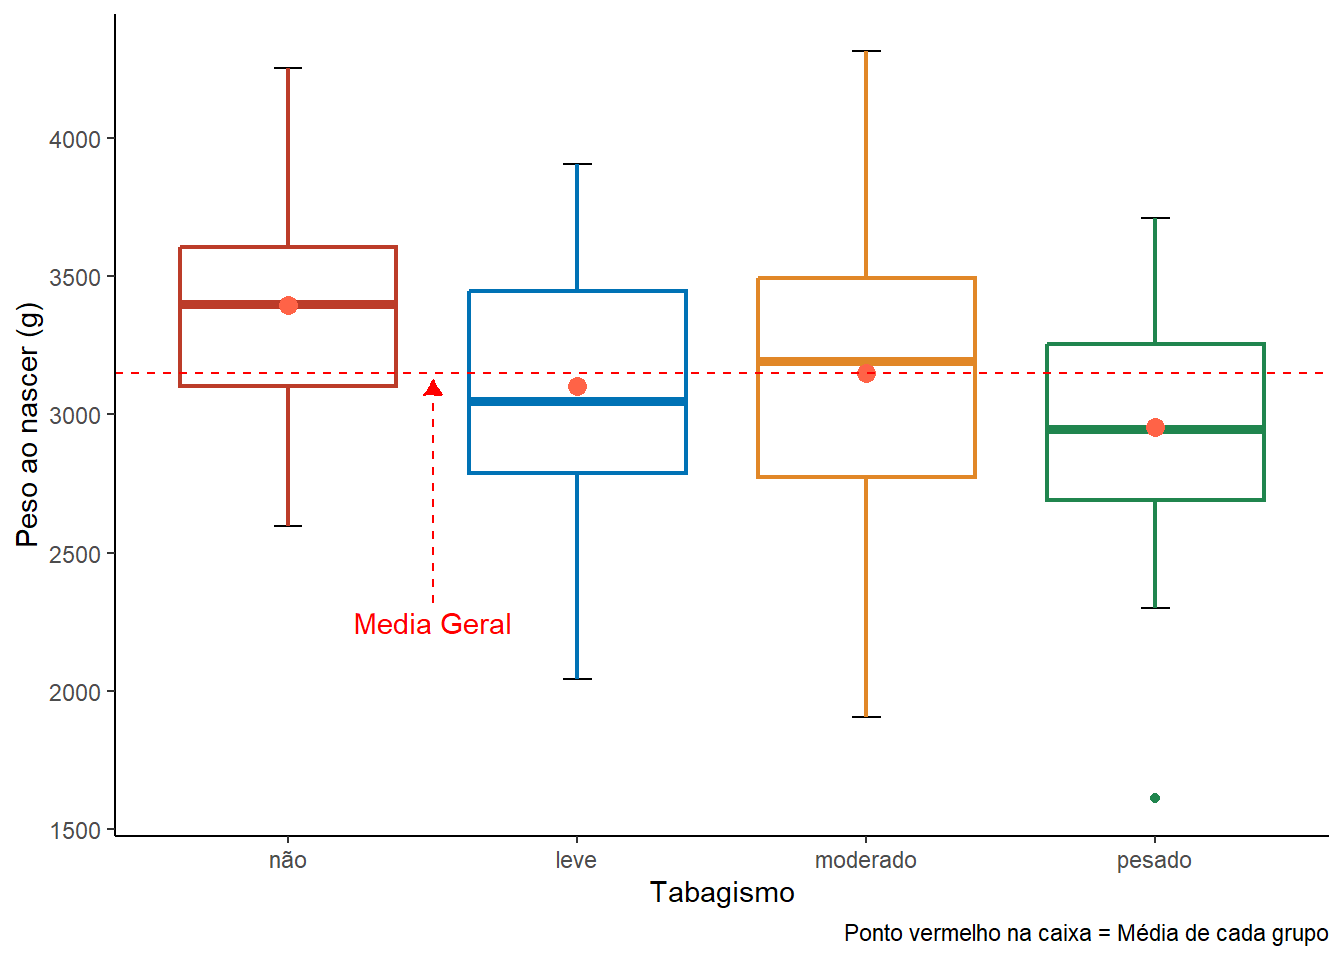 4000
3500
3000
2500
2000
1500
Peso ao nascer (g)
Media Geral
não
leve
moderado
pesado
Tabagismo
Ponto vermelho na caixa = Média de cada grupo